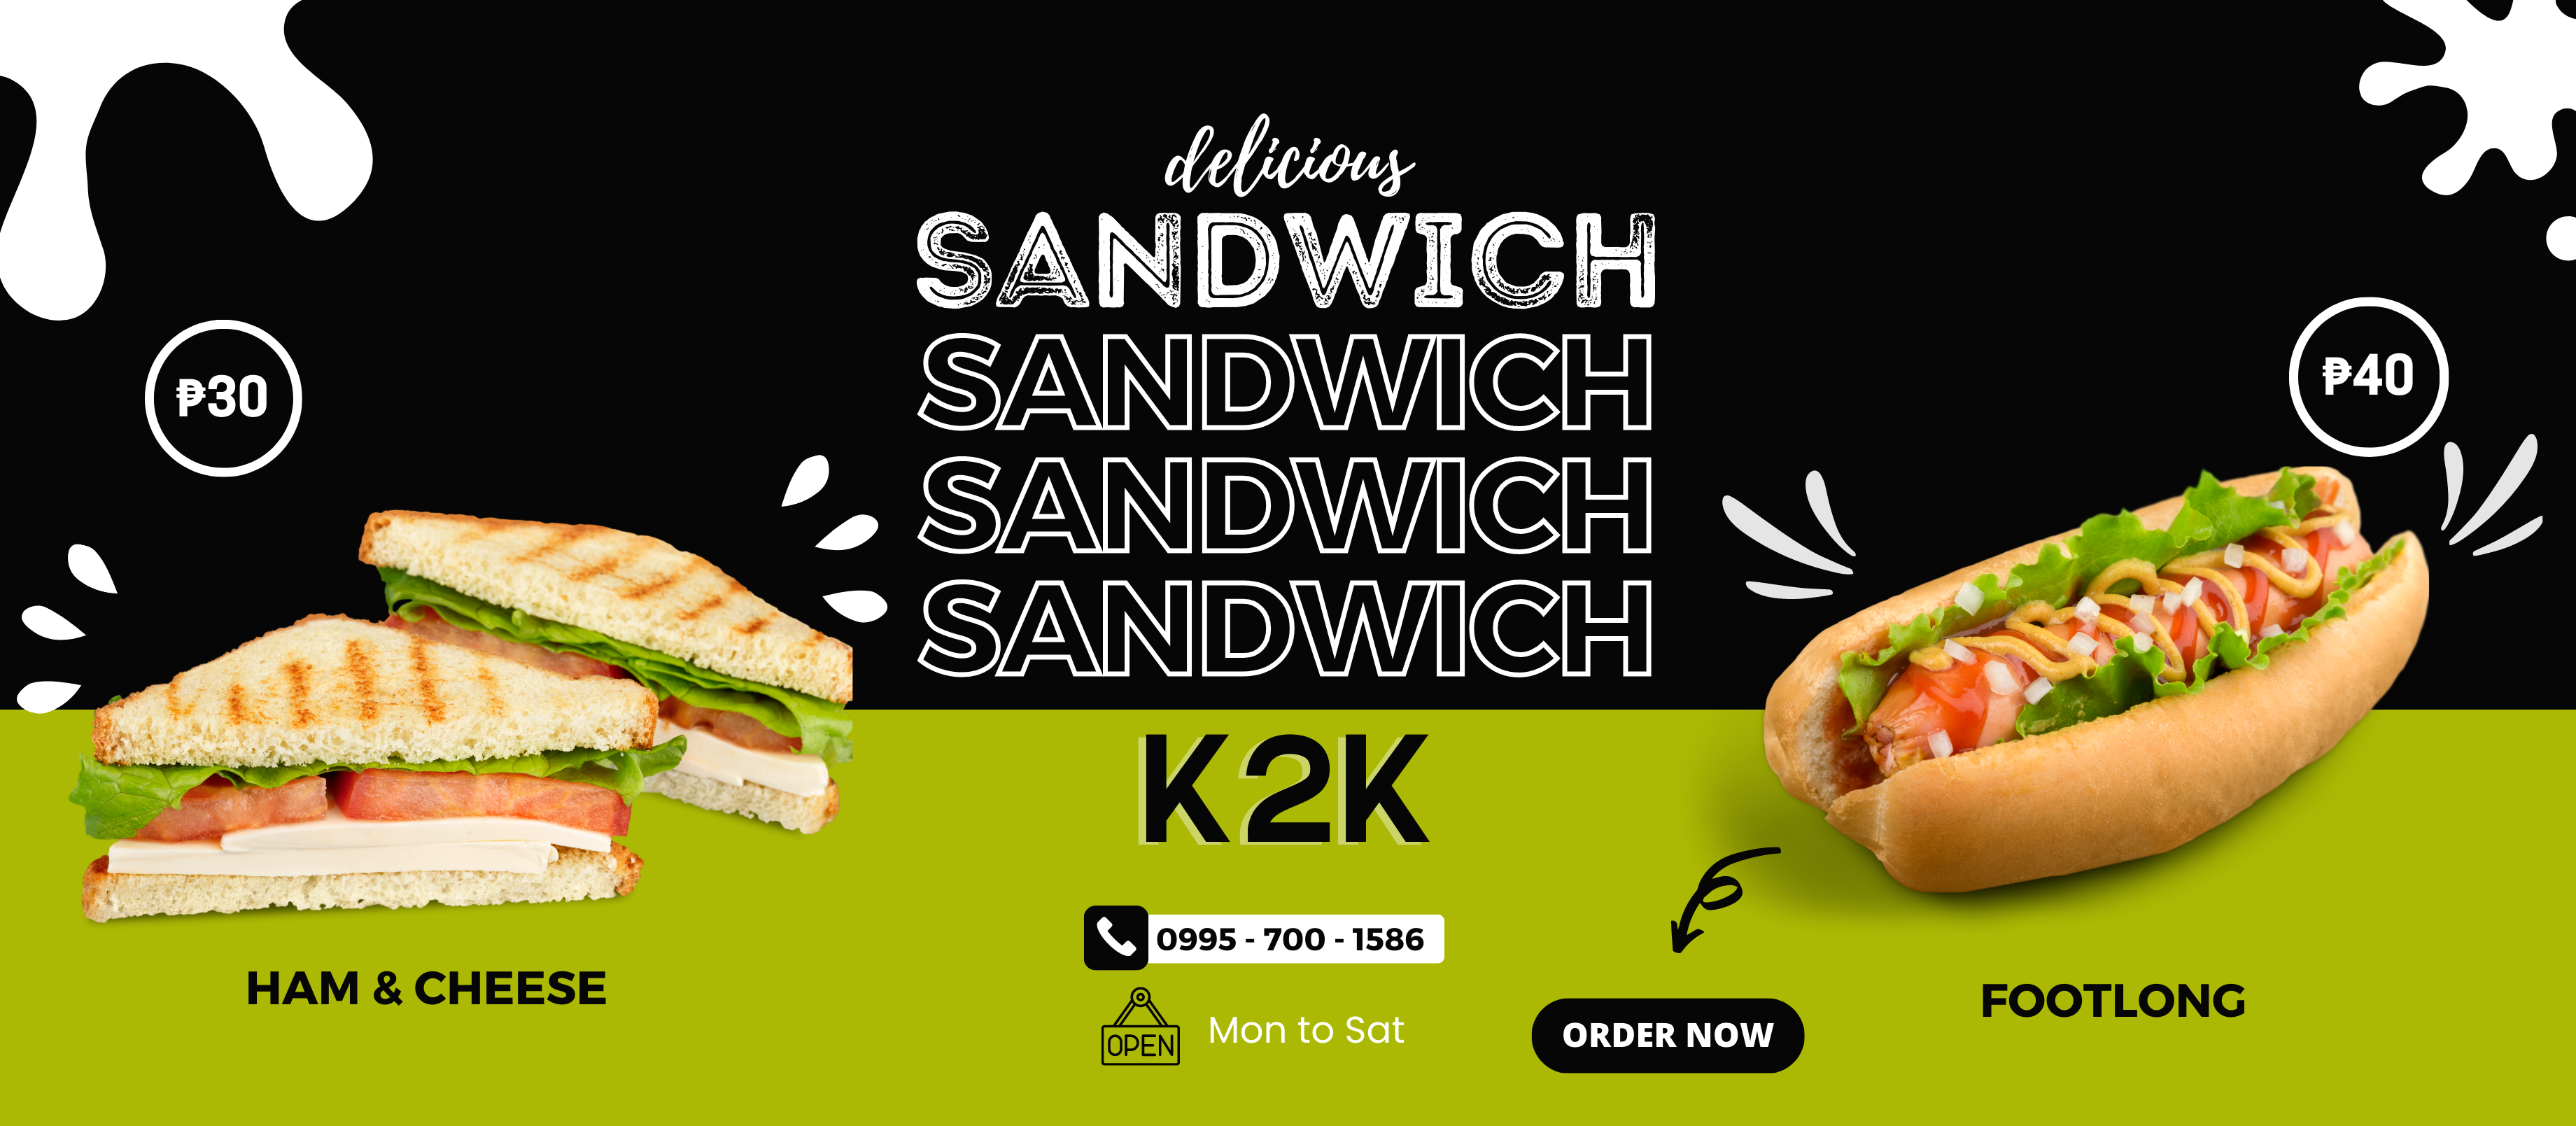 delicious
SANDWICH
SANDWICH
SANDWICH
SANDWICH
₱30
₱40
K2K
0995 - 700 - 1586
OPEN
Mon to Sat
ORDER NOW
HAM & CHEESE
FOOTLONG